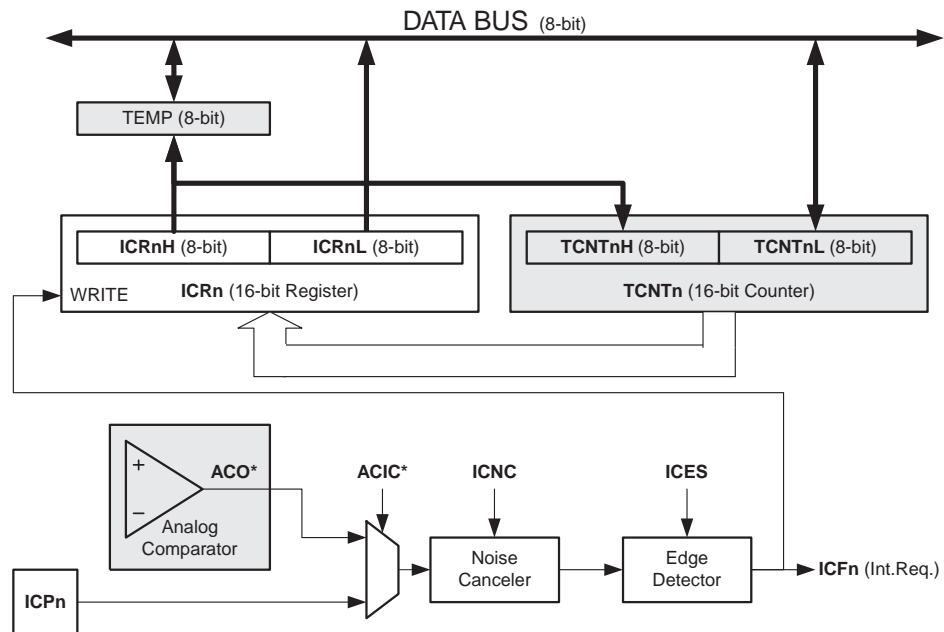 DATA BUS (8-bit)
TEMP (8-bit)
ICRnH (8-bit) ICRnL (8-bit) TCNTnH (8-bit) TCNTnL (8-bit)
WRITE ICRn (16-bit Register) TCNTn (16-bit Counter)
+
−
ACO* ACIC* ICNC ICES
Analog
Comparator
Noise
Canceler
Edge
Detector
ICFn (Int.Req.)
ICPn